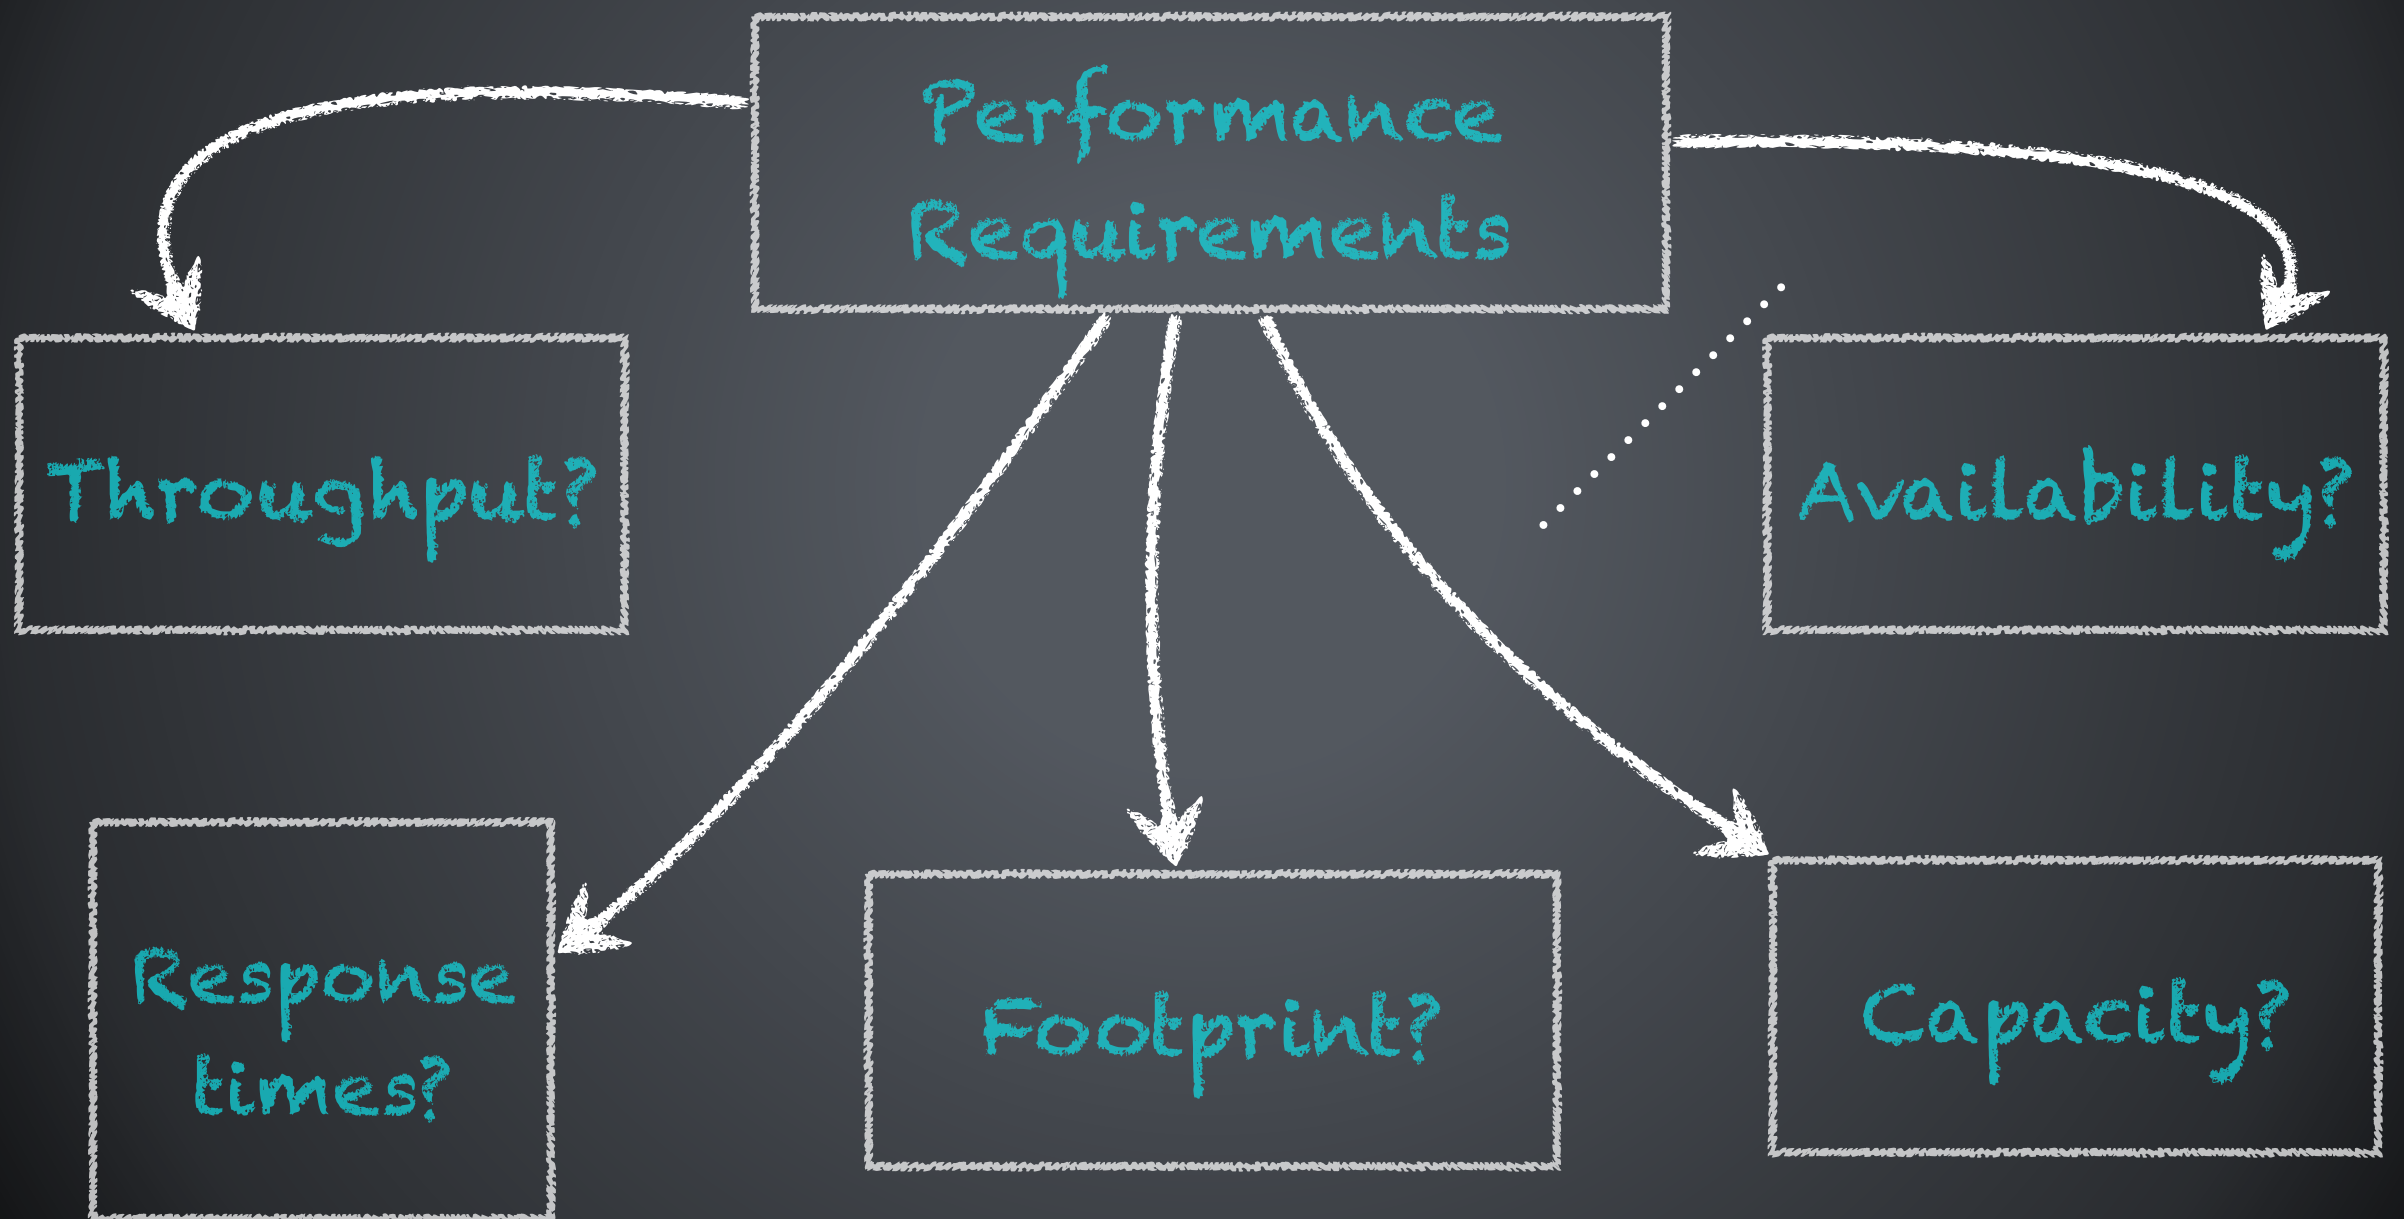 Performance
Requirements
Throughput?
Availability?
Response
times?
Footprint?
Capacity?